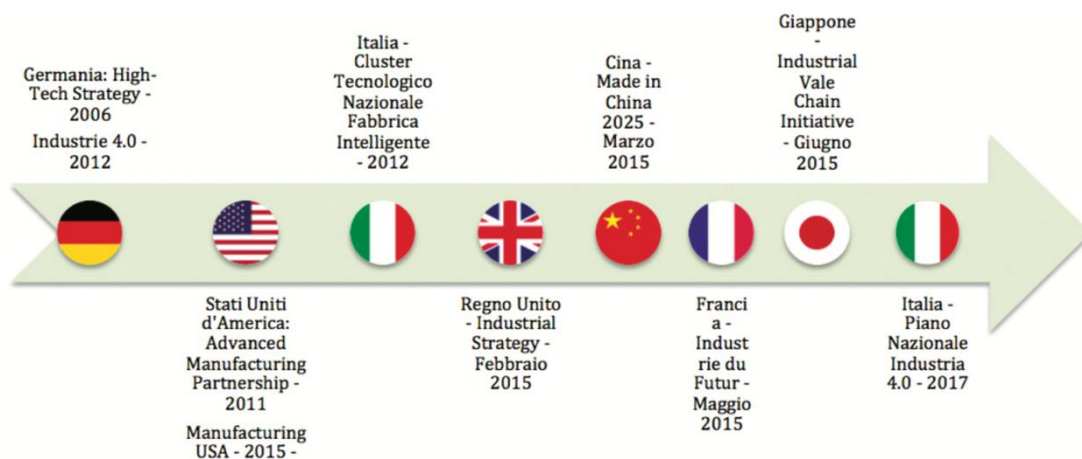 Germania: High-
Tech Strategy -
2006
Industrie 4.0 -
2012
Stati Uniti
d'America:
Advanced
Manufacturing
Partnership -
2011
Manufacturing
USA - 2015 -
Italia -
Cluster
Tecnologico
Nazionale
Fabbrica
Intelligente
- 2012
Regno Unito
- Industrial
Strategy -
Febbraio
2015
Cina -
Made in
China
2025 -
Marzo
2015
Franci
a -
Indust
rie du
Futur -
Maggio
2015
Giappone
-
Industrial
Vale
Chain
Initiative
- Giugno
2015
Italia -
Piano
Nazionale
Industria
4.0 - 2017